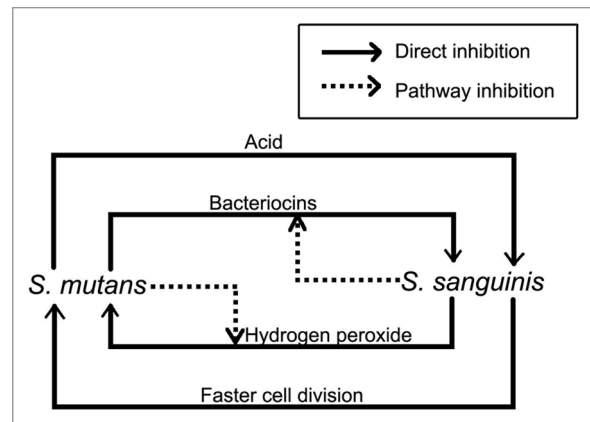 Direct inhibition
Pathway inhibition
Acid
Bacteriocins
S. mutans
S. sanguinis
Hydrogen peroxide
Faster cell division